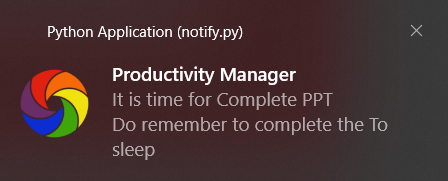 Python Application (notify.py)
Productivity Manager
It is time for Complete PPT
Do remember to complete the To
sleep